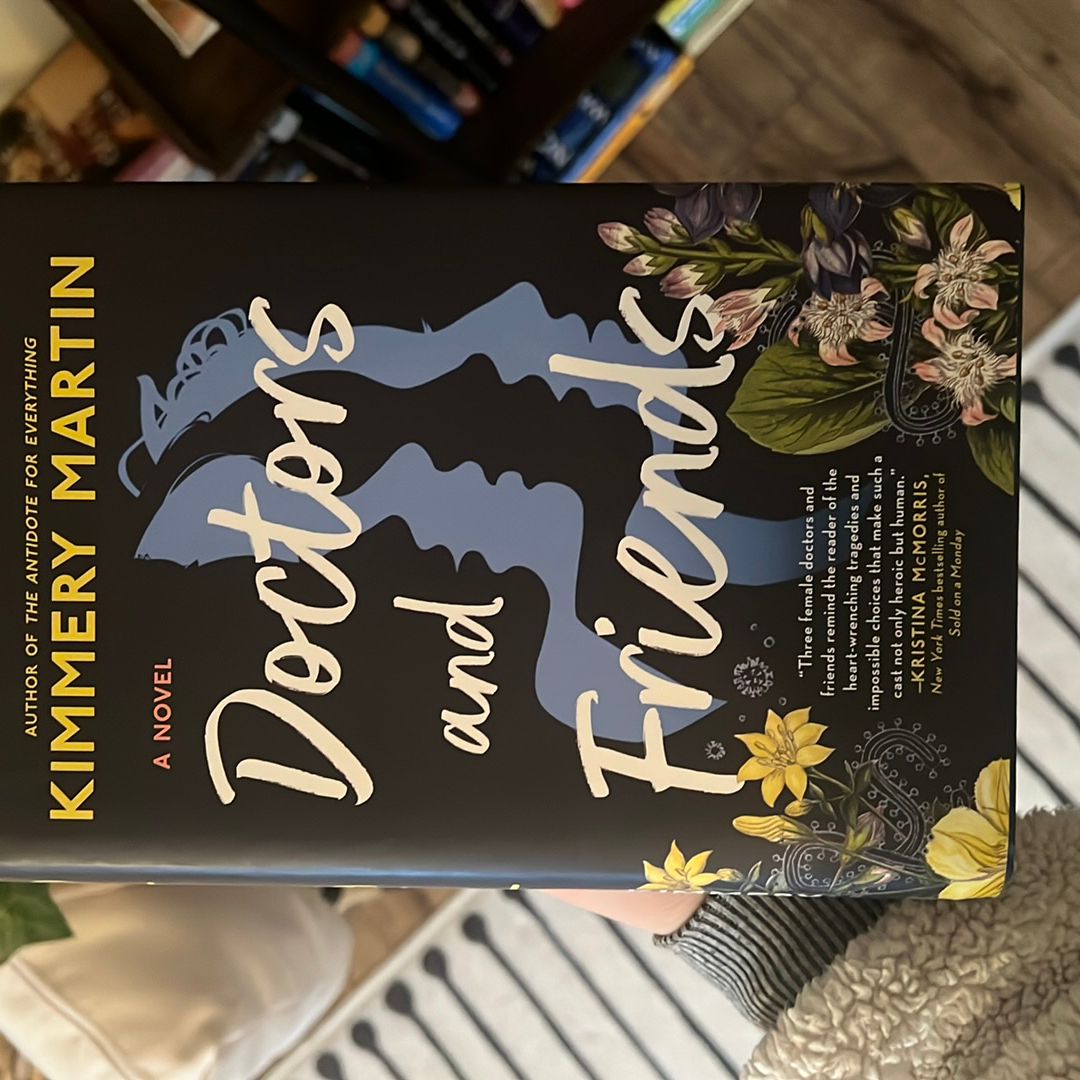 AUTHOR OF THE ANTIDOTE FOR EVERYTHING
KIMMERY MARTIN
A NOVEL
Doctors
and
Friends
"Three female doctors and
friends remind the reader of the
heart-wrenching tragedies and
impossible choices that make such a
cast not only heroic but human."
—KRISTINA McMORRIS,
New York Times bestselling author of
Sold on a Monday